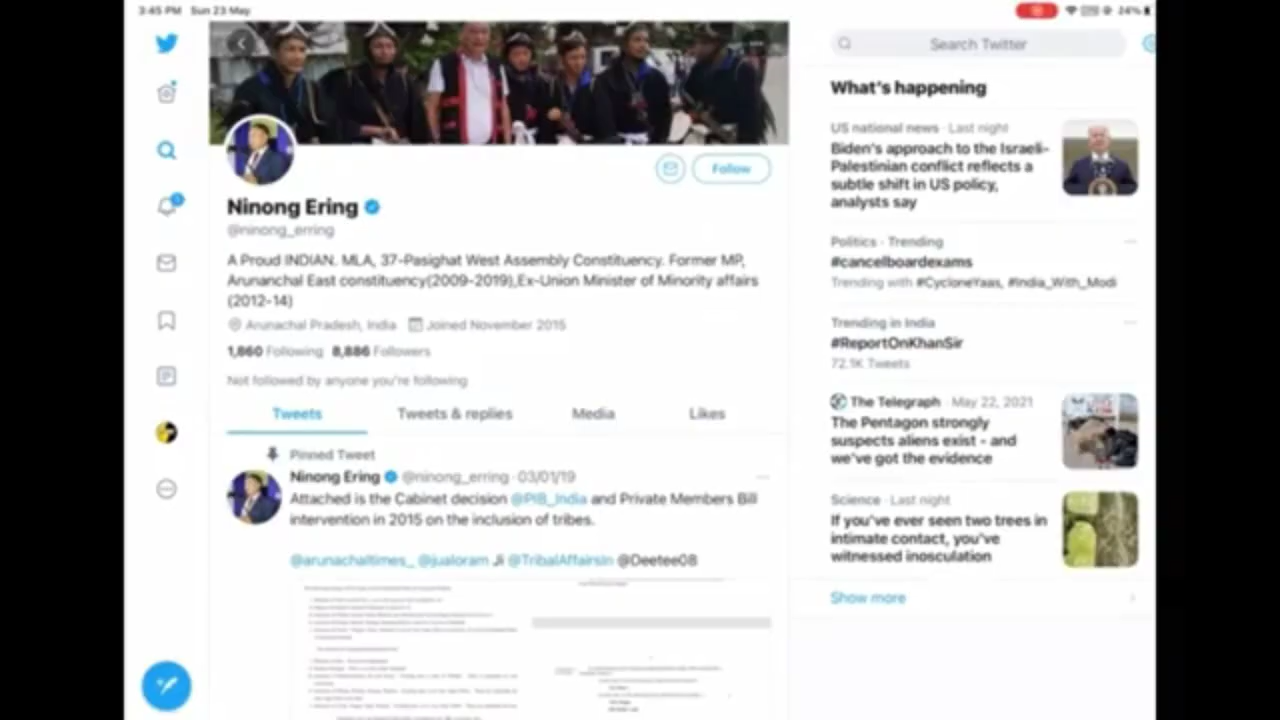 3:45 PM Sun 23 May
24%
Ninong Ering
@ninong_erring
Follow
A Proud INDIAN. MLA, 37-Pasighat West Assembly Constituency. Former MP,
Arunanchal East constituency(2009-2019),Ex-Union Minister of Minority affairs
(2012-14)
Arunachal Pradesh, India Joined November 2015
1,860 Following 8,886 Followers
Not followed by anyone you're following
Tweets Tweets & replies Media Likes
Pinned Tweet
Ninong Ering @ninong_erring · 03/01/19
Attached is the Cabinet decision @PIB_India and Private Members Bill
intervention in 2015 on the inclusion of tribes.
@arunachaltimes_ @jualoram Ji @TribalAffairsIn @Deetee08
Search Twitter
What's happening
US national news · Last night
Biden's approach to the Israeli-
Palestinian conflict reflects a
subtle shift in US policy,
analysts say
Politics · Trending
#cancelboardexams
Trending with #CycloneYaas, #India_With_Modi
Trending in India
#ReportOnKhanSir
72.1K Tweets
The Telegraph · May 22, 2021
The Pentagon strongly
suspects aliens exist - and
we've got the evidence
Science · Last night
If you've ever seen two trees in
intimate contact, you've
witnessed inosculation
Show more